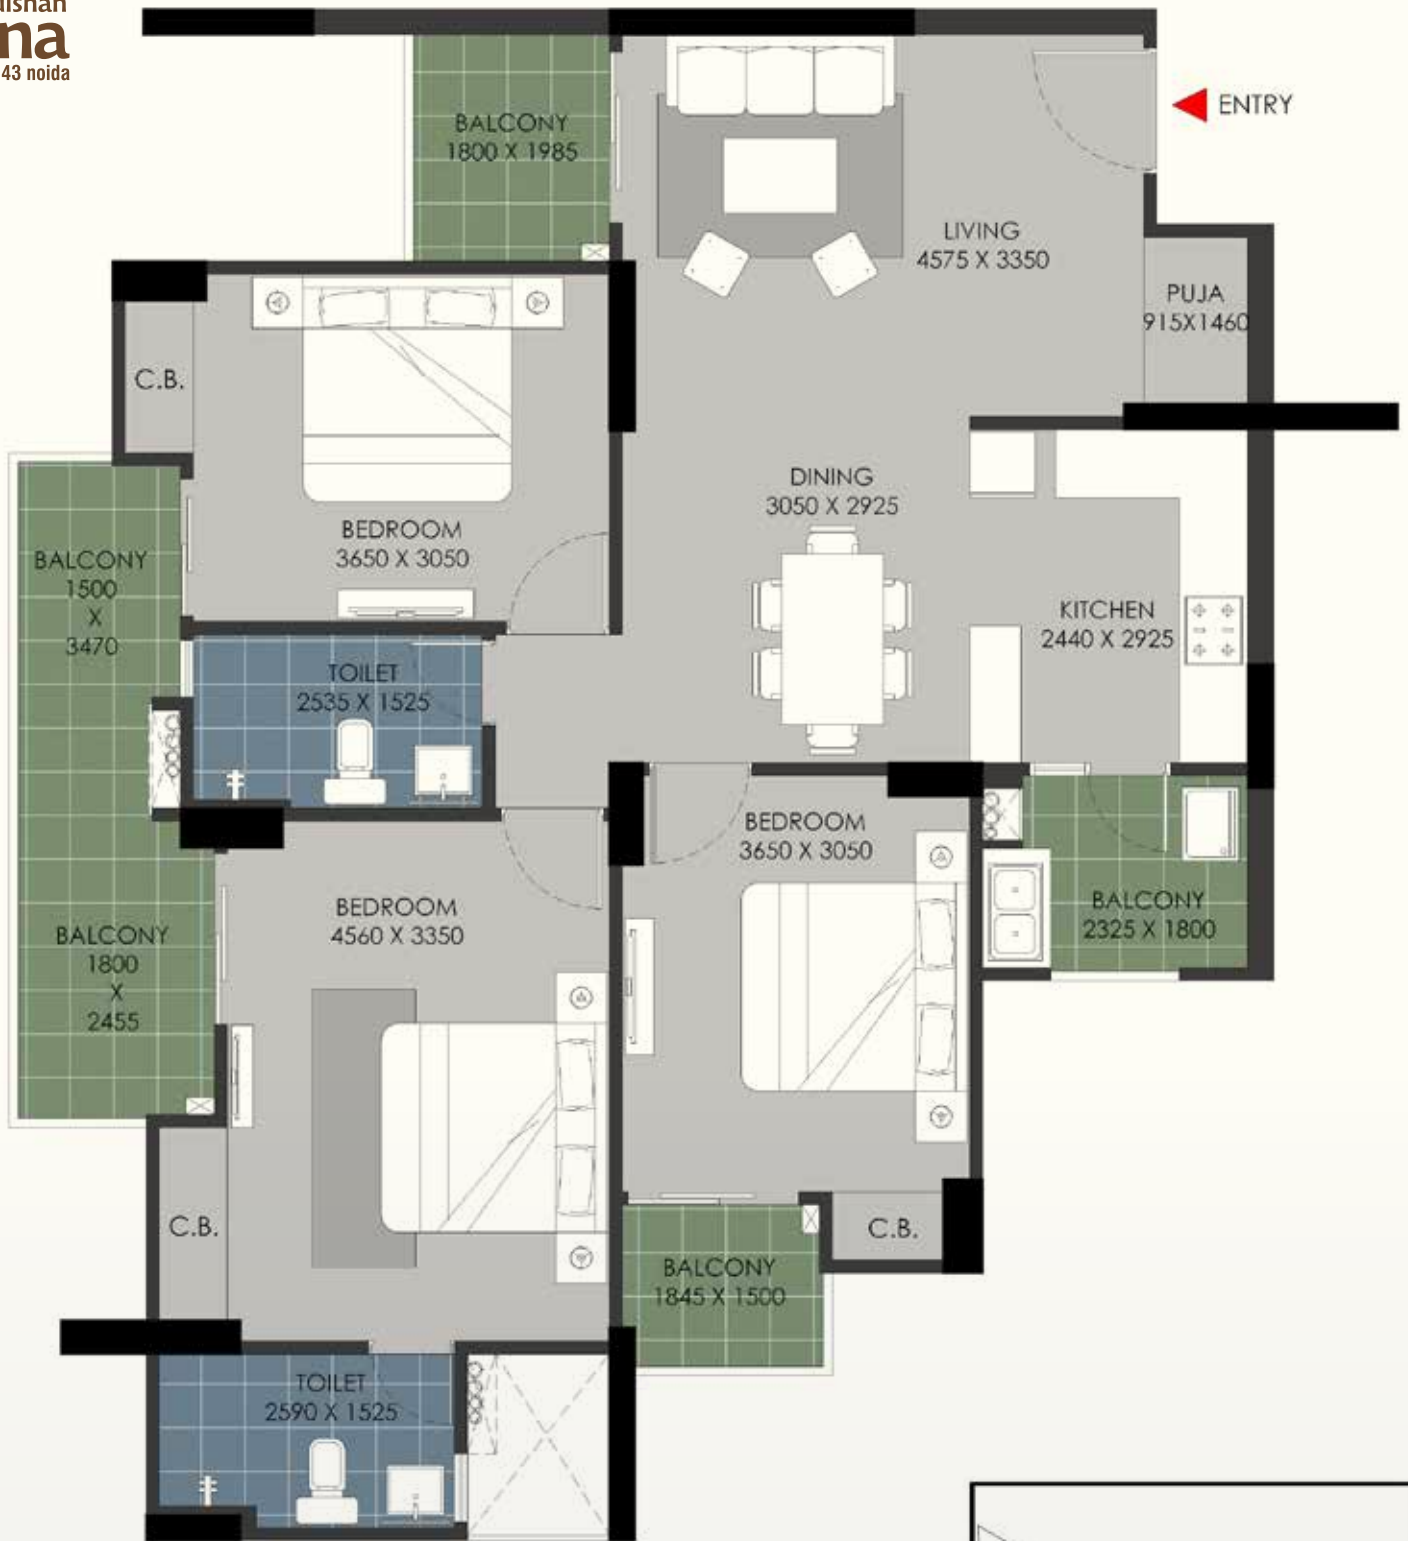 na
43 noida
BALCONY
1800 X 1985
ENTRY
LIVING
4575 X 3350
PUJA
915X1460
C.B.
BEDROOM
3650 X 3050
DINING
3050 X 2925
BALCONY
1500
X
3470
KITCHEN
2440 X 2925
TOILET
2535 X 1525
BEDROOM
3650 X 3050
BEDROOM
4560 X 3350
BALCONY
2325 X 1800
BALCONY
1800
X
2455
C.B.
C.B.
BALCONY
1845 X 1500
TOILET
2590 X 1525